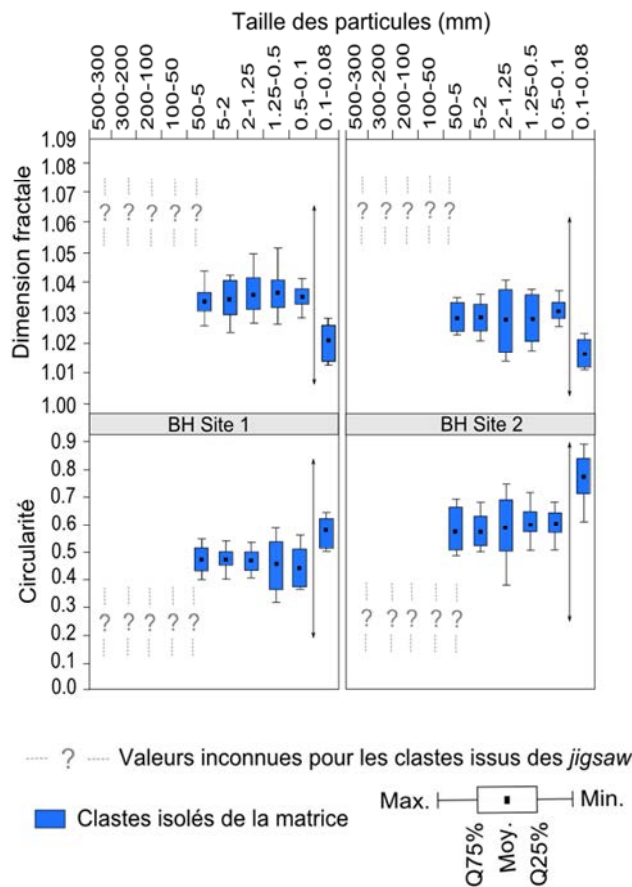 Taille des particules (mm)
500-300 300-200 200-100 100-50 50-5 5-2 2-1.25 1.25-0.5 0.5-0.1 0.1-0.08 500-300 300-200 200-100 100-50 50-5 5-2 2-1.25 1.25-0.5 0.5-0.1 0.1-0.08
Dimension fractale
1.09
1.08
1.07
1.06
1.05
1.04
1.03
1.02
1.01
1.00
? ? ? ? ? ? ? ? ? ?
BH Site 1 BH Site 2
Circularité
0.9
0.8
0.7
0.6
0.5
0.4
0.3
0.2
0.1
0.0
? ? ? ? ? ? ? ? ? ?
? Valeurs inconnues pour les clastes issus des jigsaw
Clastes isolés de la matrice
Max. Min.
Q75% Moy. Q25%